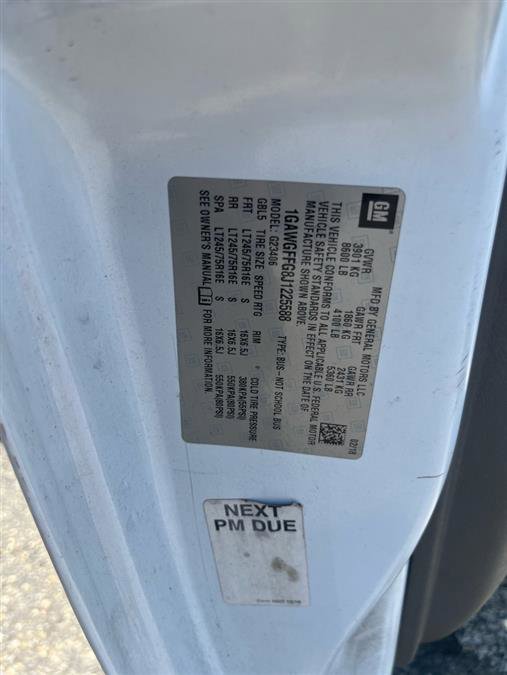 GM
MFD BY GENERAL MOTORS LLC 02/18
GVWR GAWR FRT GAWR RR
3901 KG 1860 KG 2431 KG
8600 LB 4100 LB 5360 LB
THIS VEHICLE CONFORMS TO ALL APPLICABLE U.S. FEDERAL MOTOR
VEHICLE SAFETY STANDARDS IN EFFECT ON THE DATE OF
MANUFACTURE SHOWN ABOVE.
1GAWGFFG8J1225588 TYPE: BUS–NOT SCHOOL BUS
MODEL: G23406
GBL5 TIRE SIZE SPEED RTG RIM COLD TIRE PRESSURE
FRT LT245/75R16E S 16X6.5J 380KPA(55PSI)
RR LT245/75R16E S 16X6.5J 550KPA(80PSI)
SPA LT245/75R16E S 16X6.5J 550KPA(80PSI)
SEE OWNER'S MANUAL FOR MORE INFORMATION.
NEXT
PM DUE